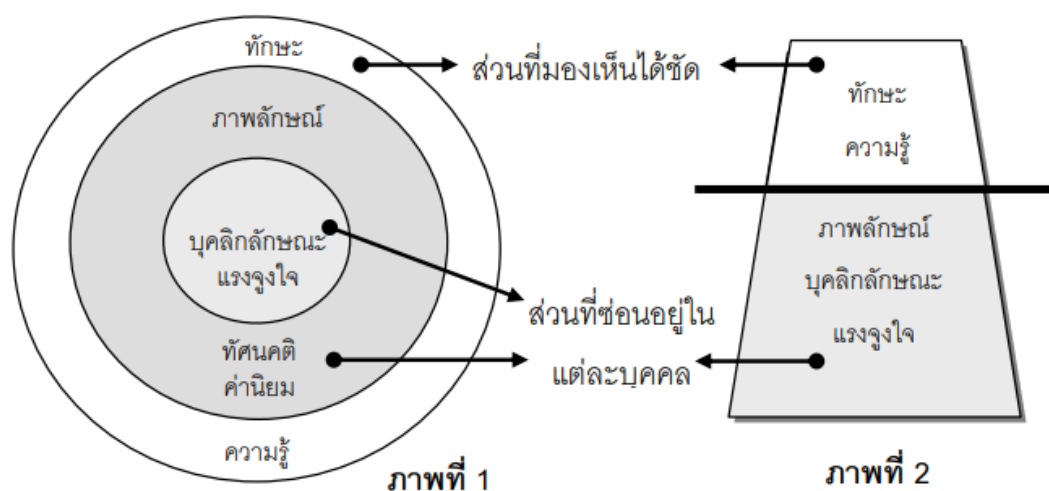 ทักษะ
ภาพลักษณ์
บุคลิกลักษณะ
แรงจูงใจ
ทัศนคติ
ค่านิยม
ความรู้
ภาพที่ 1
ส่วนที่มองเห็นได้ชัด
ส่วนที่ซ่อนอยู่ใน
แต่ละบุคคล
ทักษะ
ความรู้
ภาพลักษณ์
บุคลิกลักษณะ
แรงจูงใจ
ภาพที่ 2